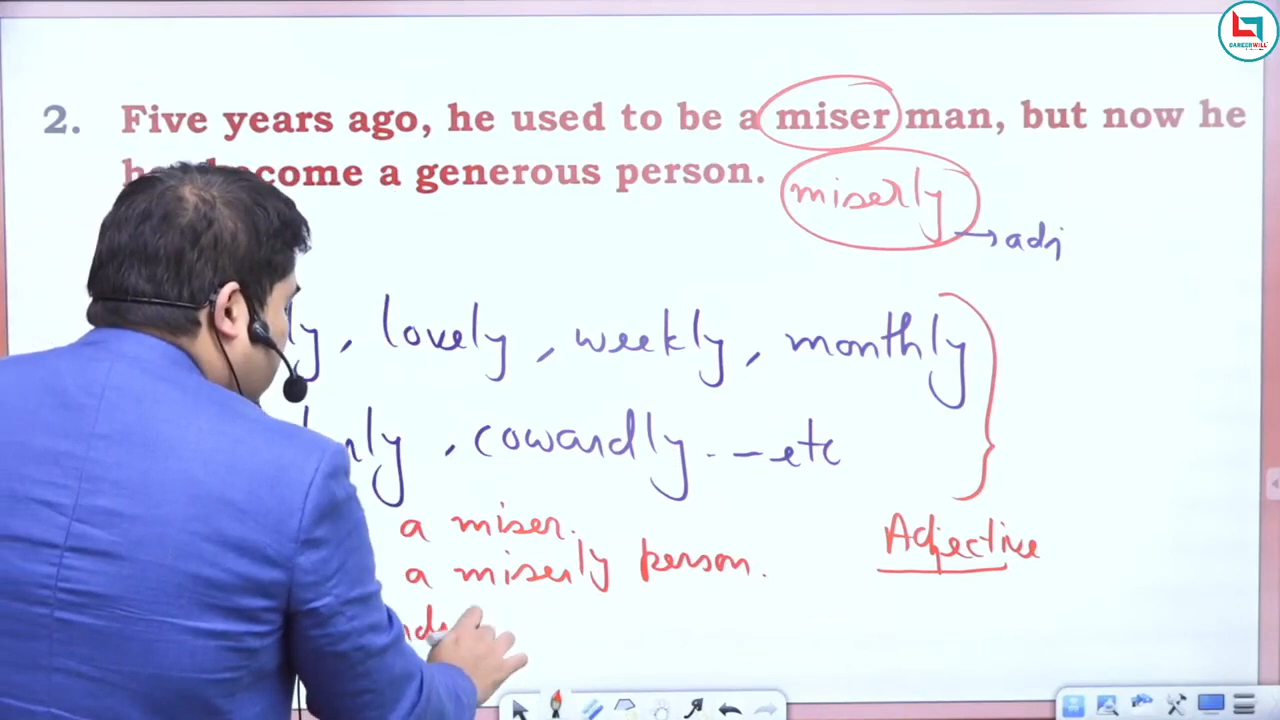 CAREERWILL
2. Five years ago, he used to be a miser man, but now he
become a generous person.
miserly
→ adj
lovely, weekly, monthly
, cowardly. -- etc
a miser.
a miserly person.
Adjective